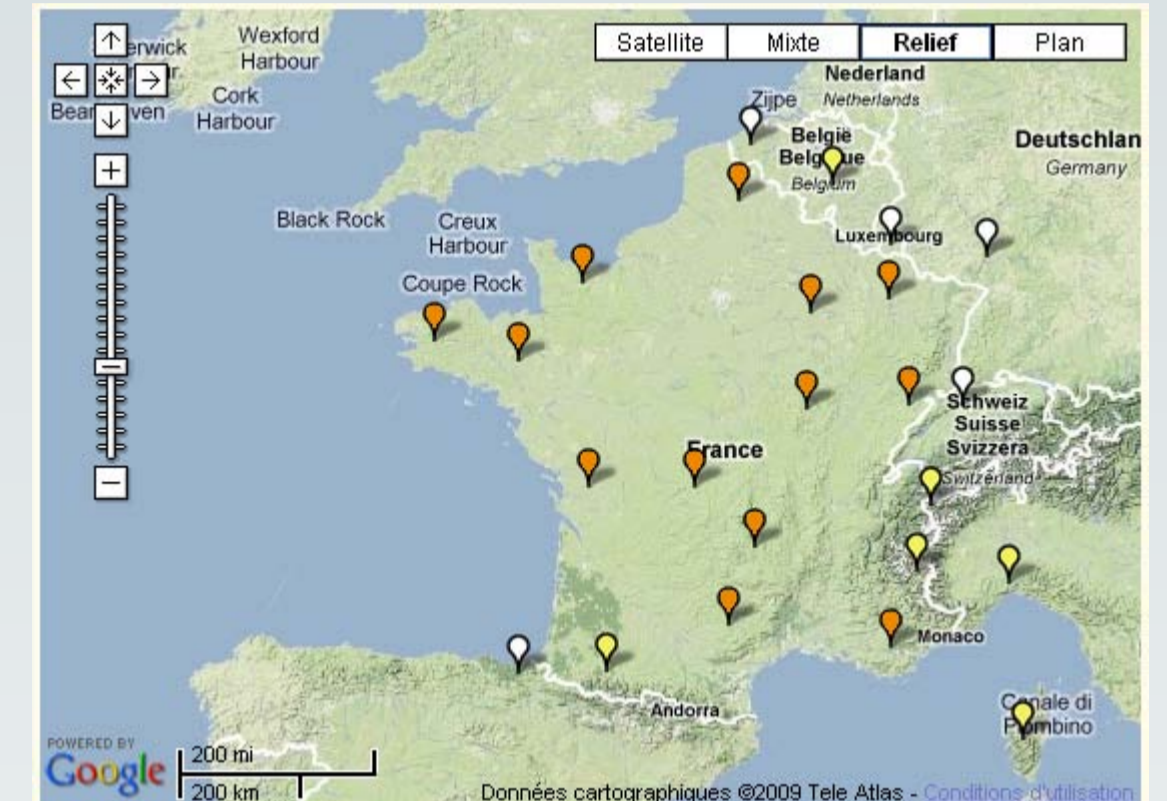 Satellite
Mixte
Relief
Plan
erwick
Wexford
Harbour
Cork
Harbour
Nederland
Netherlands
Zijpe
België
Belgique
Belgium
Deutschlan
Germany
Black Rock
Creux
Harbour
Luxembourg
Coupe Rock
Schweiz
Suisse
Svizzera
Switzerland
France
Monaco
Andorra
Canale di
Piombino
POWERED BY
Google
200 mi
200 km
Données cartographiques ©2009 Tele Atlas - Conditions d'utilisation